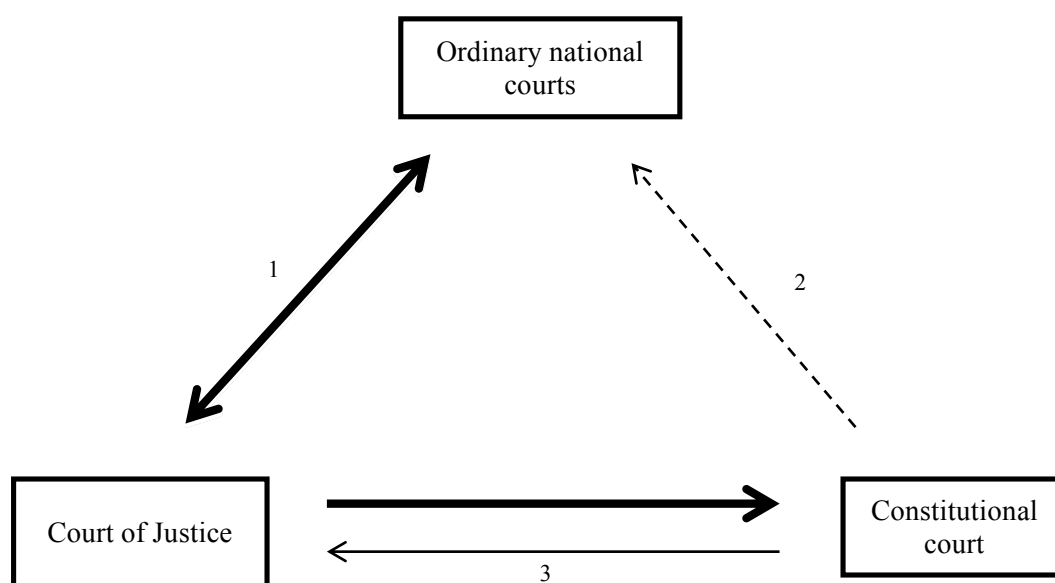 Ordinary national
courts
1
2
Court of Justice
Constitutional
court
3